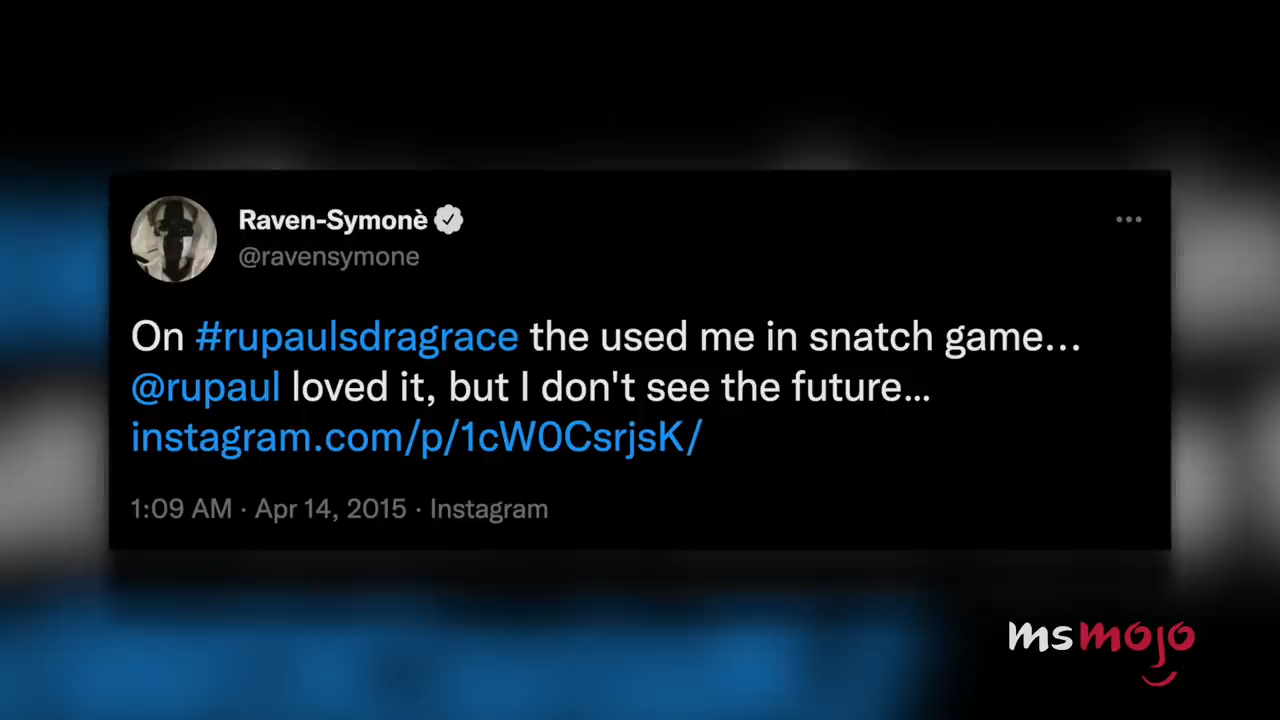 Raven-Symonè
@ravensymone
On #rupaulsdragrace the used me in snatch game...
@rupaul loved it, but I don't see the future...
instagram.com/p/1cW0CsrjsK/
1:09 AM · Apr 14, 2015 · Instagram
msmojo